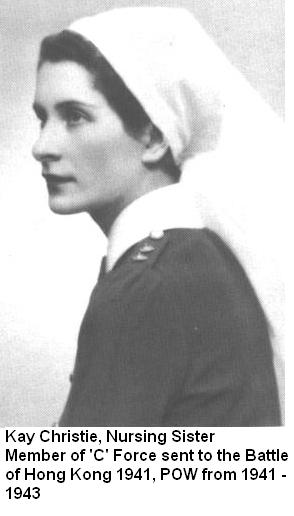 Kay Christie, Nursing Sister
Member of 'C' Force sent to the Battle
of Hong Kong 1941, POW from 1941 -
1943